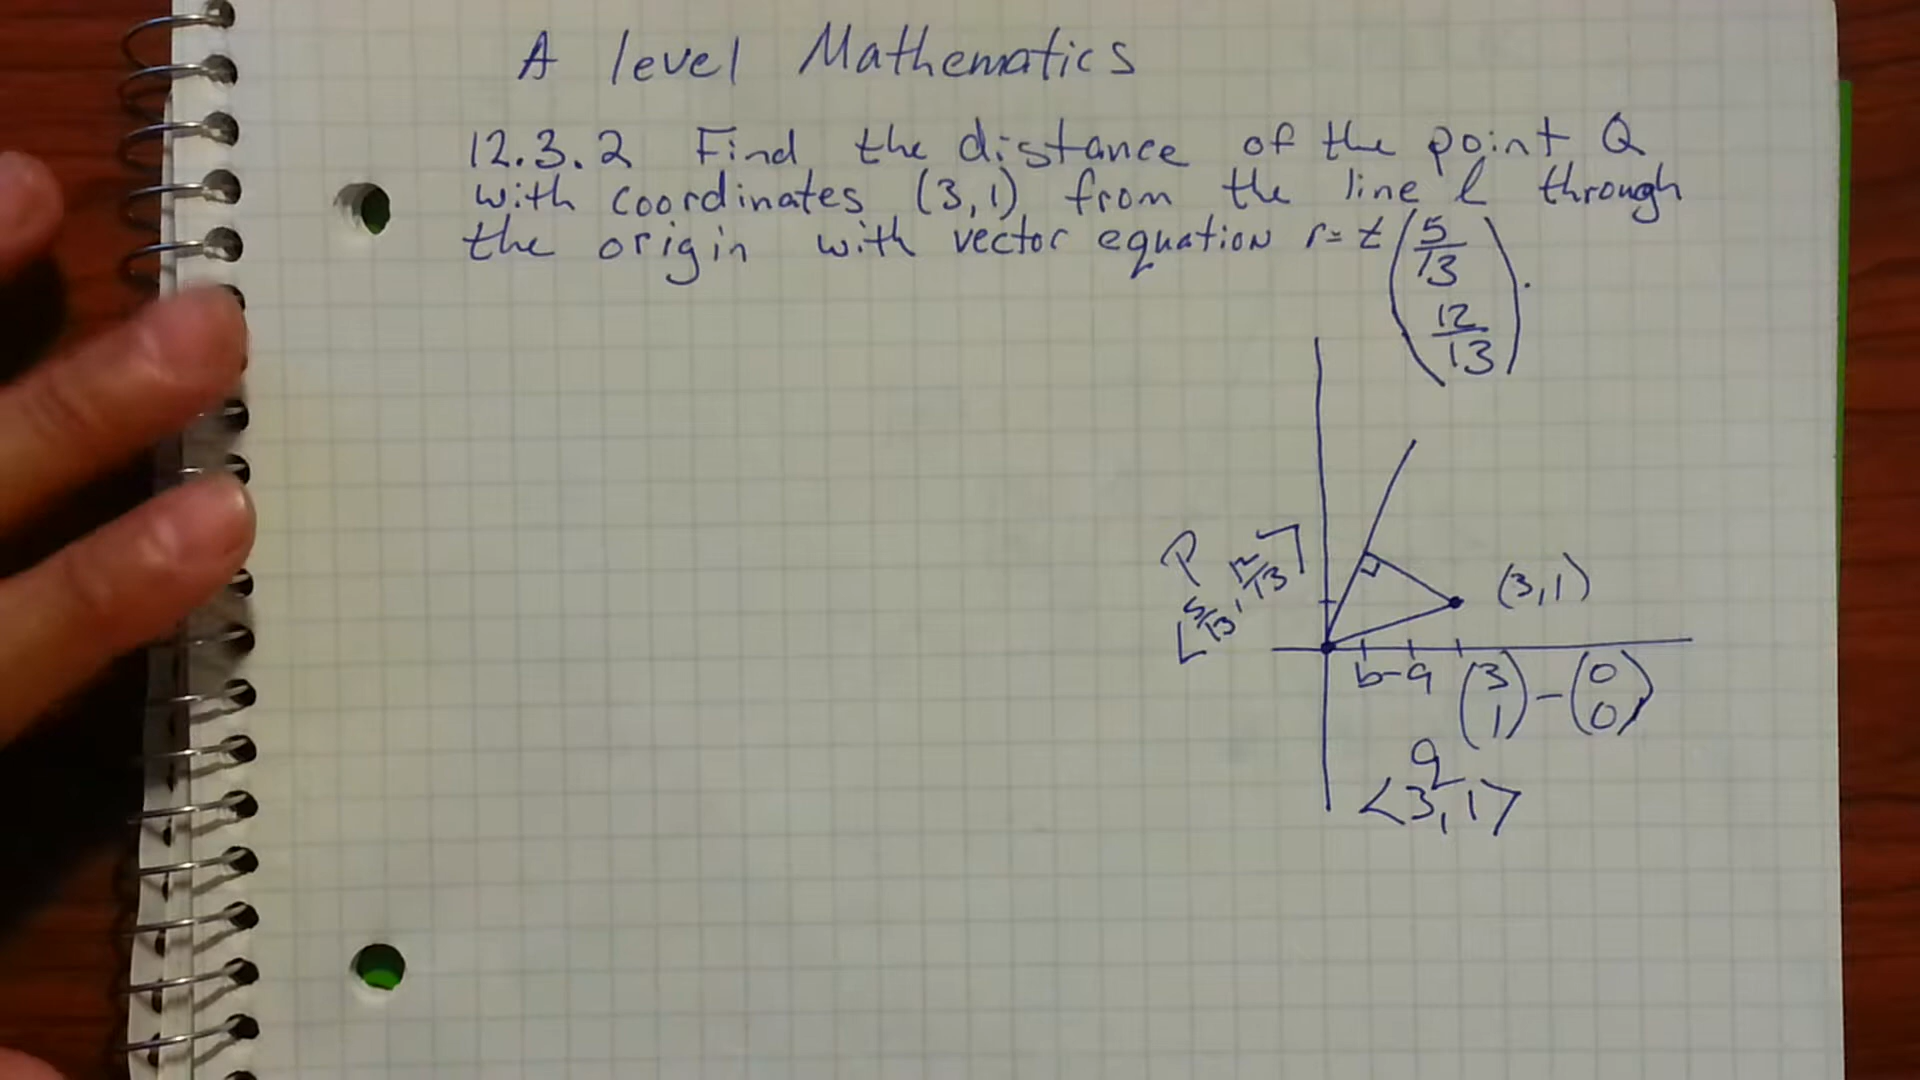 A level Mathematics
12.3.2 Find the distance of the point Q
with coordinates (3,1) from the line l through
the origin with vector equation r = t (5/13
12/13).
P
<5/13, 12/13>
(3,1)
b-a (3 1) - (0 0)
q
<3,1>